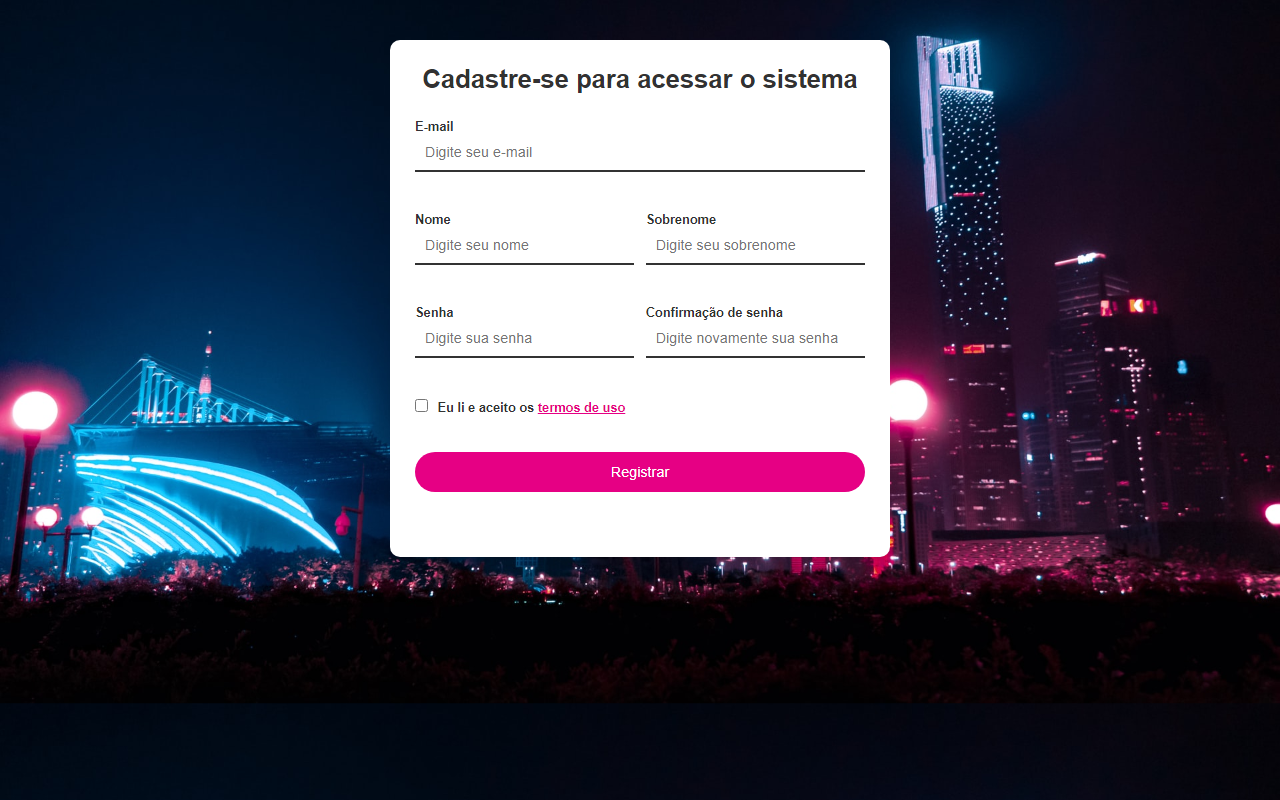 Cadastre-se para acessar o sistema
E-mail
Digite seu e-mail
Nome
Sobrenome
Digite seu nome
Digite seu sobrenome
Senha
Confirmação de senha
Digite sua senha
Digite novamente sua senha
Eu li e aceito os termos de uso
Registrar